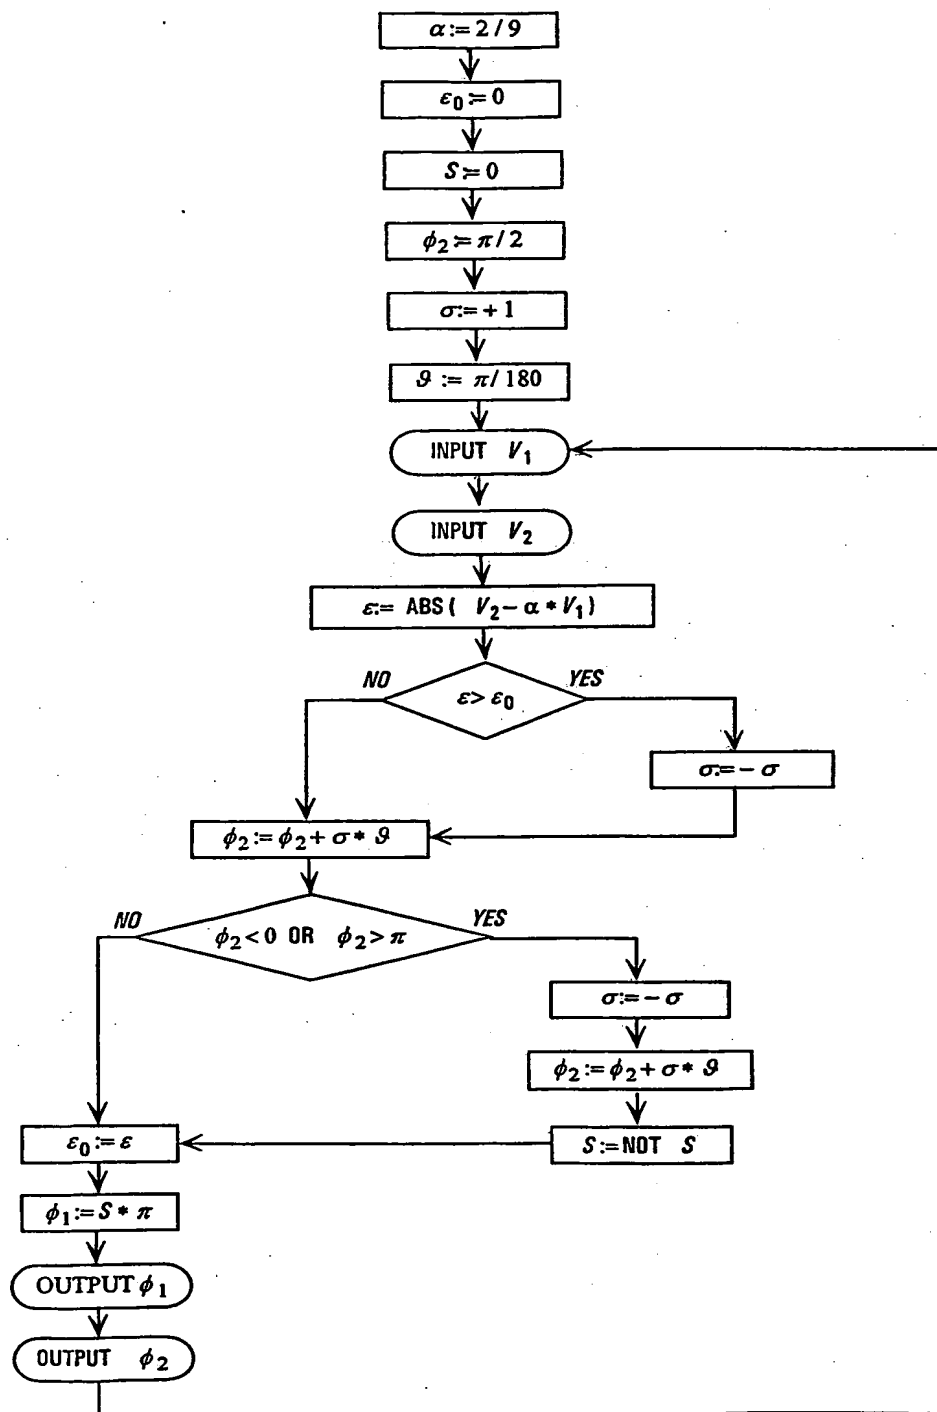 α:= 2/9
ε₀:= 0
S:= 0
ϕ₂:= π/2
σ:= + 1
ϑ := π/ 180
INPUT V₁
INPUT V₂
ε:= ABS( V₂− α * V₁)
NO
YES
ε> ε₀
σ:= − σ
ϕ₂:= ϕ₂+ σ* ϑ
NO
YES
ϕ₂<0 OR ϕ₂>π
σ:= − σ
ϕ₂:= ϕ₂+ σ* ϑ
ε₀:= ε
S:=NOT S
ϕ₁:= S* π
OUTPUT ϕ₁
OUTPUT ϕ₂